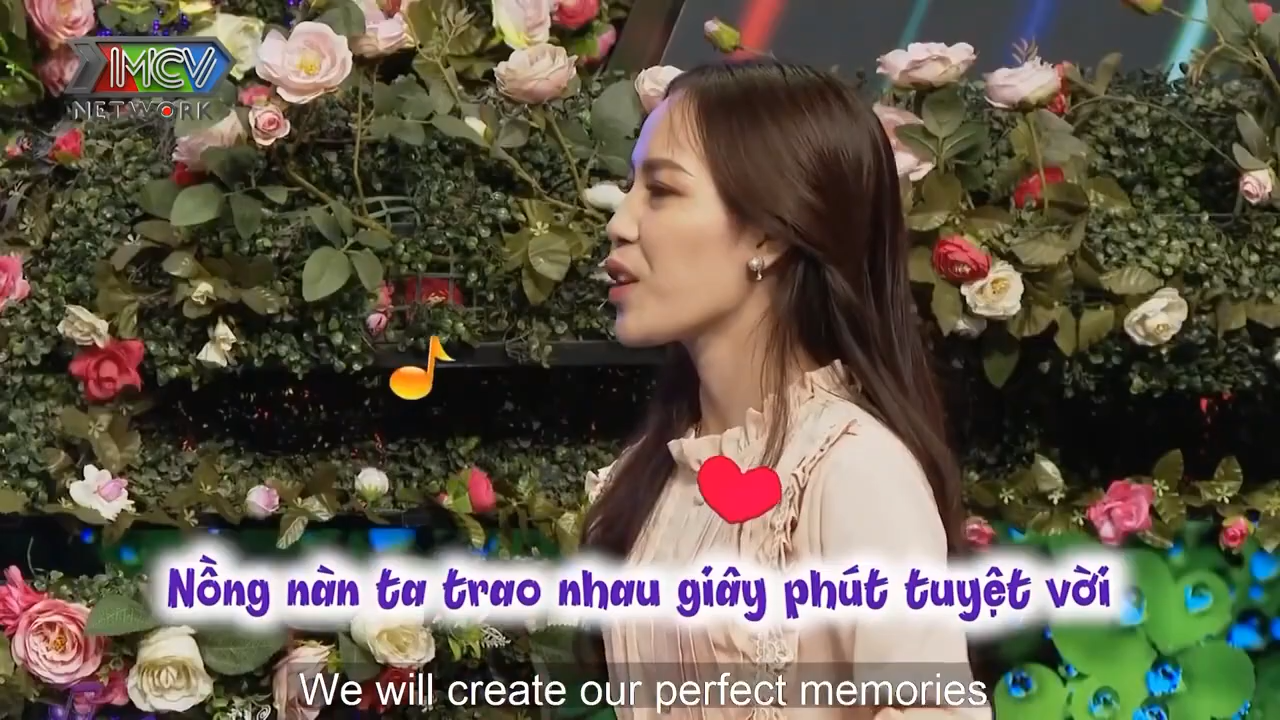 MCV
NETWORK
Nồng nàn ta trao nhau giây phút tuyệt vời
We will create our perfect memories